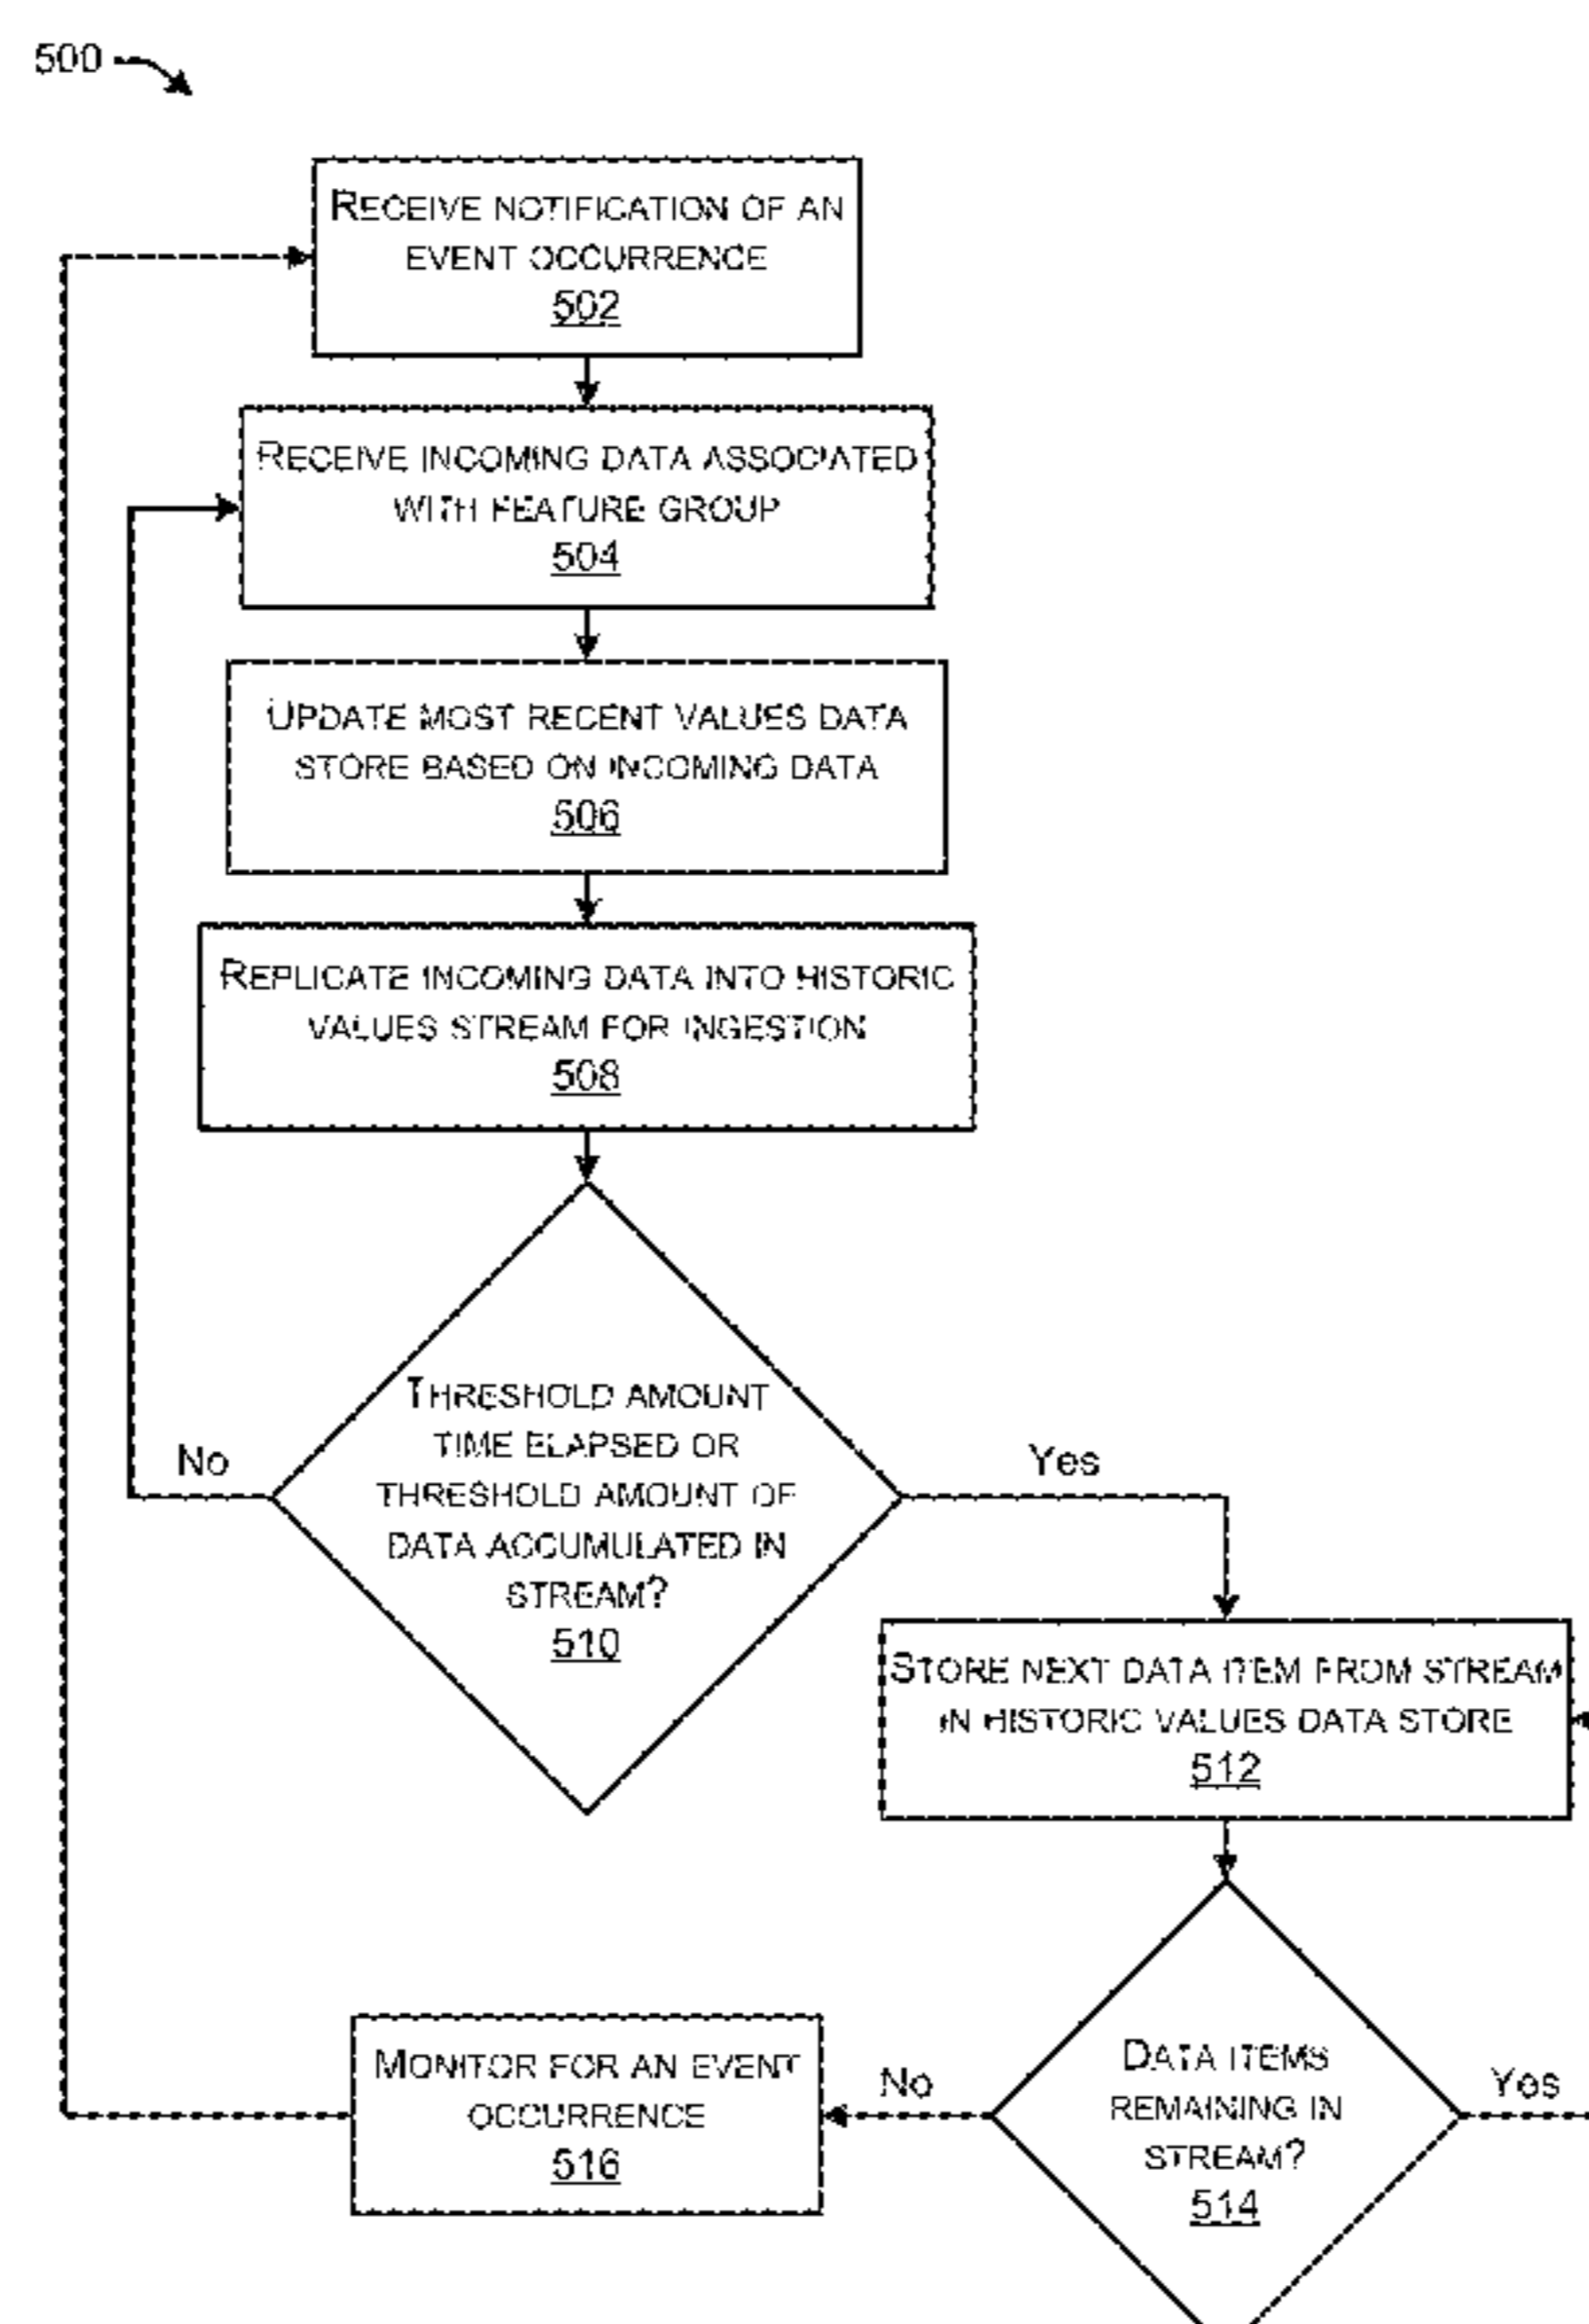 500
RECEIVE NOTIFICATION OF AN
EVENT OCCURRENCE
502
RECEIVE INCOMING DATA ASSOCIATED
WITH FEATURE GROUP
504
UPDATE MOST RECENT VALUES DATA
STORE BASED ON INCOMING DATA
506
REPLICATE INCOMING DATA INTO HISTORIC
VALUES STREAM FOR INGESTION
508
THRESHOLD AMOUNT
TIME ELAPSED OR
THRESHOLD AMOUNT OF
DATA ACCUMULATED IN
STREAM?
510
No
Yes
STORE NEXT DATA ITEM FROM STREAM
IN HISTORIC VALUES DATA STORE
512
DATA ITEMS
REMAINING IN
STREAM?
514
No
Yes
MONITOR FOR AN EVENT
OCCURRENCE
516